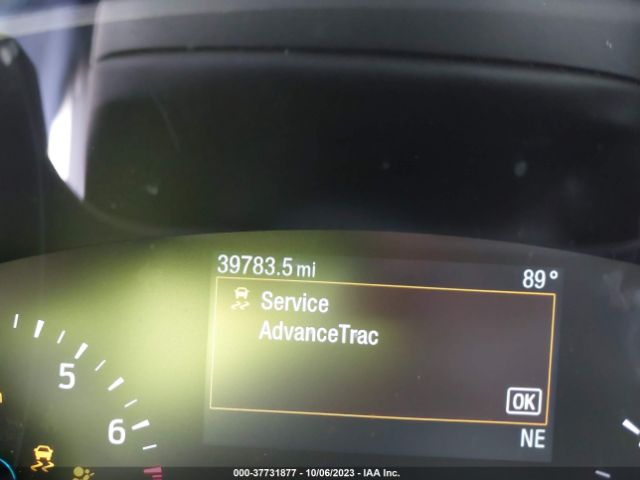 39783.5 mi 89°
Service
AdvanceTrac
OK
5
6
NE
000-37731877 - 10/06/2023 - IAA Inc.